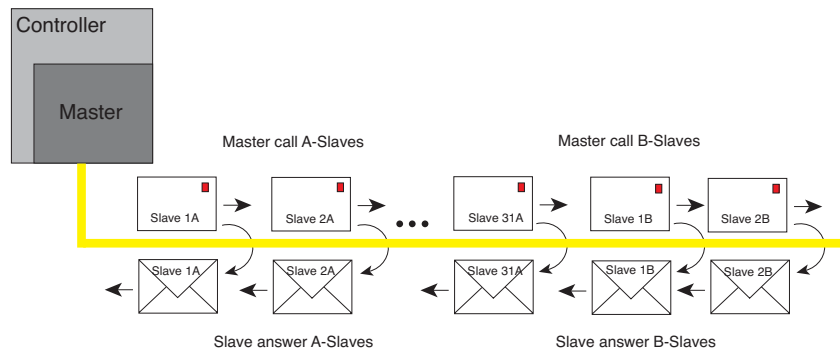 Controller
Master
Master call A-Slaves
Master call B-Slaves
Slave 1A
Slave 2A
Slave 31A
Slave 1B
Slave 2B
Slave 1A
Slave 2A
Slave 31A
Slave 1B
Slave 2B
Slave answer A-Slaves
Slave answer B-Slaves